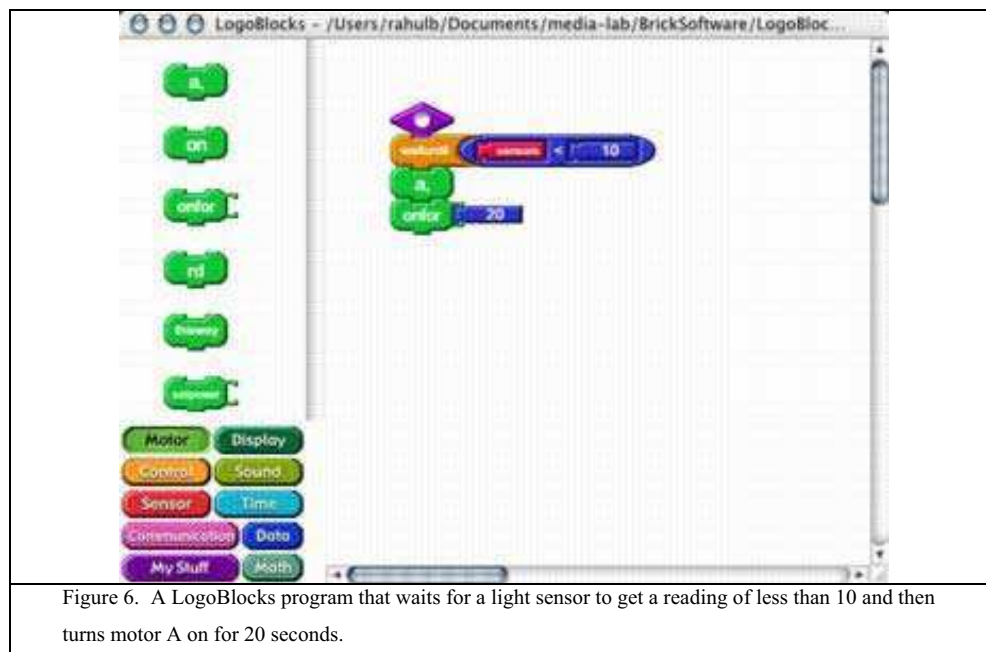 LogoBlocks - /Users/rahulb/Documents/media-lab/BrickSoftware/LogoBloc...
a,
on
onfor
rd
thisway
setpower
waituntil < 10
a,
onfor 20
Motor Display
Control Sound
Sensor Time
Communication Data
My Stuff Math
Figure 6. A LogoBlocks program that waits for a light sensor to get a reading of less than 10 and then
turns motor A on for 20 seconds.